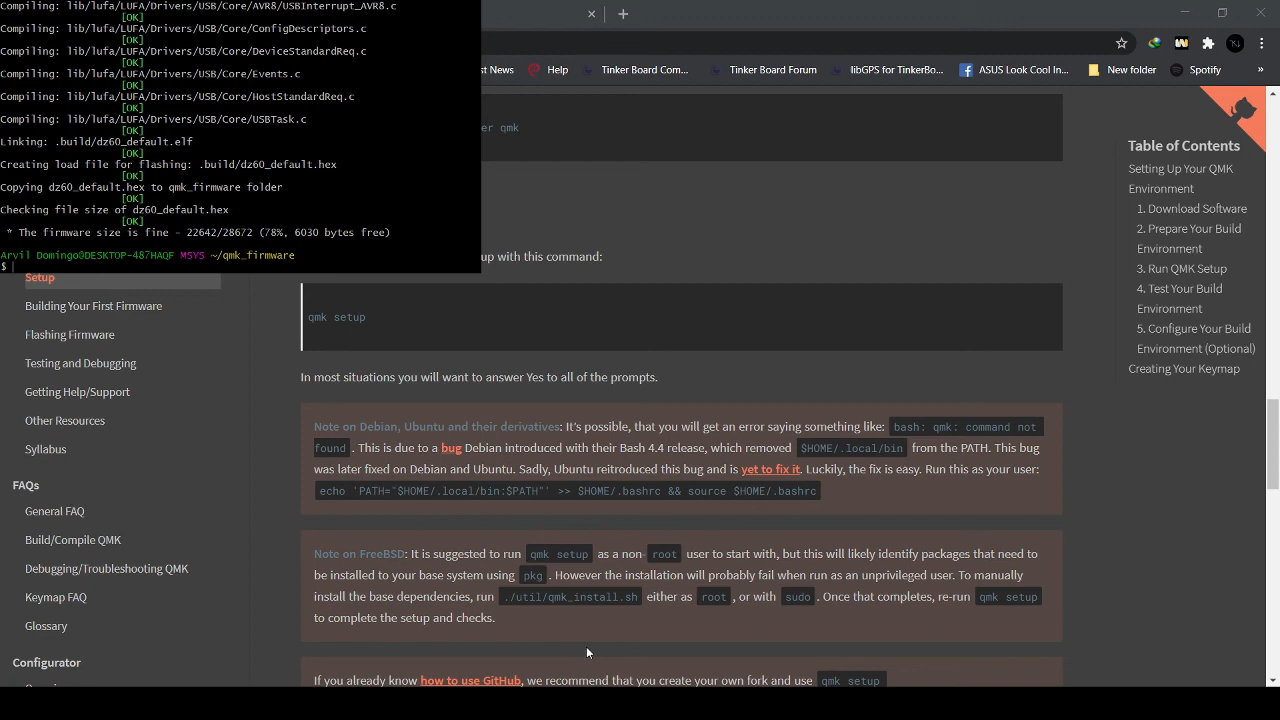 Compiling: lib/lufa/LUFA/Drivers/USB/Core/AVR8/USBInterrupt_AVR8.c
[OK]
Compiling: lib/lufa/LUFA/Drivers/USB/Core/ConfigDescriptors.c
[OK]
Compiling: lib/lufa/LUFA/Drivers/USB/Core/DeviceStandardReq.c
[OK]
Compiling: lib/lufa/LUFA/Drivers/USB/Core/Events.c
[OK]
Compiling: lib/lufa/LUFA/Drivers/USB/Core/HostStandardReq.c
[OK]
Compiling: lib/lufa/LUFA/Drivers/USB/Core/USBTask.c
[OK]
Linking: .build/dz60_default.elf
[OK]
Creating load file for flashing: .build/dz60_default.hex
[OK]
Copying dz60_default.hex to qmk_firmware folder
[OK]
Checking file size of dz60_default.hex
[OK]
* The firmware size is fine - 22642/28672 (78%, 6030 bytes free)
Arvil Domingo@DESKTOP-487HAQF MSYS ~/qmk_firmware
$
est News
Help
Tinker Board Com...
Tinker Board Forum
libGPS for TinkerBo...
ASUS Look Cool In...
New folder
Spotify
»
er qmk
up with this command:
Setup
Building Your First Firmware
Flashing Firmware
Testing and Debugging
Getting Help/Support
Other Resources
Syllabus
FAQs
General FAQ
Build/Compile QMK
Debugging/Troubleshooting QMK
Keymap FAQ
Glossary
Configurator
qmk setup
In most situations you will want to answer Yes to all of the prompts.
Note on Debian, Ubuntu and their derivatives: It's possible, that you will get an error saying something like: bash: qmk: command not
found . This is due to a bug Debian introduced with their Bash 4.4 release, which removed $HOME/.local/bin from the PATH. This bug
was later fixed on Debian and Ubuntu. Sadly, Ubuntu reitroduced this bug and is yet to fix it. Luckily, the fix is easy. Run this as your user:
echo 'PATH="$HOME/.local/bin:$PATH"' >> $HOME/.bashrc && source $HOME/.bashrc
Note on FreeBSD: It is suggested to run qmk setup as a non- root user to start with, but this will likely identify packages that need to
be installed to your base system using pkg . However the installation will probably fail when run as an unprivileged user. To manually
install the base dependencies, run ./util/qmk_install.sh either as root , or with sudo . Once that completes, re-run qmk setup
to complete the setup and checks.
If you already know how to use GitHub, we recommend that you create your own fork and use qmk setup
Table of Contents
Setting Up Your QMK
Environment
1. Download Software
2. Prepare Your Build
Environment
3. Run QMK Setup
4. Test Your Build
Environment
5. Configure Your Build
Environment (Optional)
Creating Your Keymap